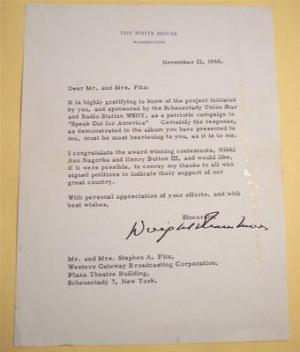 THE WHITE HOUSE
WASHINGTON
November 21, 1960.
Dear Mr. and Mrs. Fitz:
It is highly gratifying to know of the project initiated
by you, and sponsored by the Schenectady Union Star
and Radio Station WSNY, as a patriotic campaign to
"Speak Out for America" Certainly the response,
as demonstrated in the album you have presented to
me, must be most heartening to you, as it is to me.
I congratulate the award winning contestants, Nikki
Ann Nagorka and Henry Button III, and would like,
if it were possible, to convey my thanks to all who
signed petitions to indicate their support of our
great country.
With personal appreciation of your efforts, and with
best wishes,
Sincer
Dwight Eisenhower
Mr. and Mrs. Stephen A. Fitz,
Western Gateway Broadcasting Corporation,
Plaza Theatre Building,
Schenectady 7, New York.